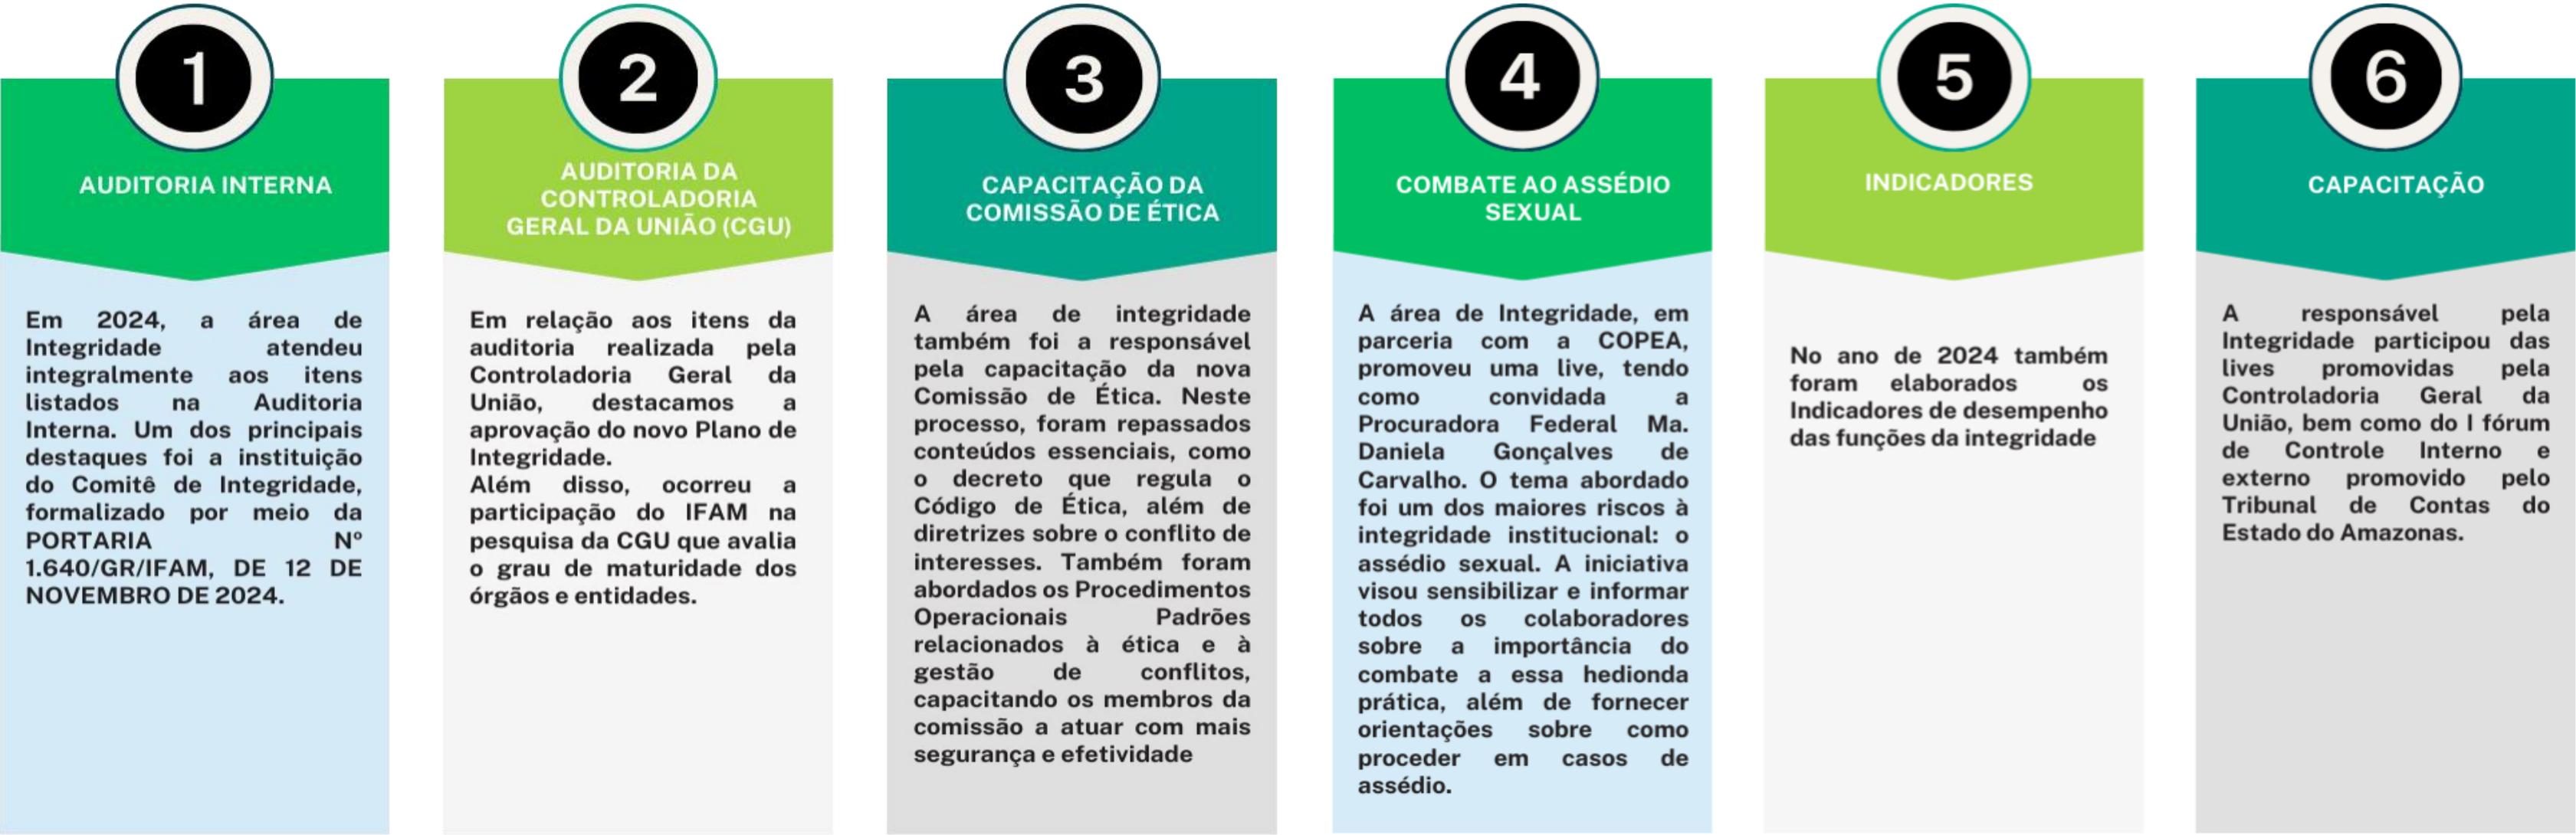 1
AUDITORIA INTERNA
Em 2024, a área de
Integridade atendeu
integralmente aos itens
listados na Auditoria
Interna. Um dos principais
destaques foi a instituição
do Comitê de Integridade,
formalizado por meio da
PORTARIA Nº
1.640/GR/IFAM, DE 12 DE
NOVEMBRO DE 2024.
2
AUDITORIA DA
CONTROLADORIA
GERAL DA UNIÃO (CGU)
Em relação aos itens da
auditoria realizada pela
Controladoria Geral da
União, destacamos a
aprovação do novo Plano de
Integridade.
Além disso, ocorreu a
participação do IFAM na
pesquisa da CGU que avalia
o grau de maturidade dos
órgãos e entidades.
3
CAPACITAÇÃO DA
COMISSÃO DE ÉTICA
A área de integridade
também foi a responsável
pela capacitação da nova
Comissão de Ética. Neste
processo, foram repassados
conteúdos essenciais, como
o decreto que regula o
Código de Ética, além de
diretrizes sobre o conflito de
interesses. Também foram
abordados os Procedimentos
Operacionais Padrões
relacionados à ética e à
gestão de conflitos,
capacitando os membros da
comissão a atuar com mais
segurança e efetividade
4
COMBATE AO ASSÉDIO
SEXUAL
A área de Integridade, em
parceria com a COPEA,
promoveu uma live, tendo
como convidada a
Procuradora Federal Ma.
Daniela Gonçalves de
Carvalho. O tema abordado
foi um dos maiores riscos à
integridade institucional: o
assédio sexual. A iniciativa
visou sensibilizar e informar
todos os colaboradores
sobre a importância do
combate a essa hedionda
prática, além de fornecer
orientações sobre como
proceder em casos de
assédio.
5
INDICADORES
No ano de 2024 também
foram elaborados os
Indicadores de desempenho
das funções da integridade
6
CAPACITAÇÃO
A responsável pela
Integridade participou das
lives promovidas pela
Controladoria Geral da
União, bem como do I fórum
de Controle Interno e
externo promovido pelo
Tribunal de Contas do
Estado do Amazonas.